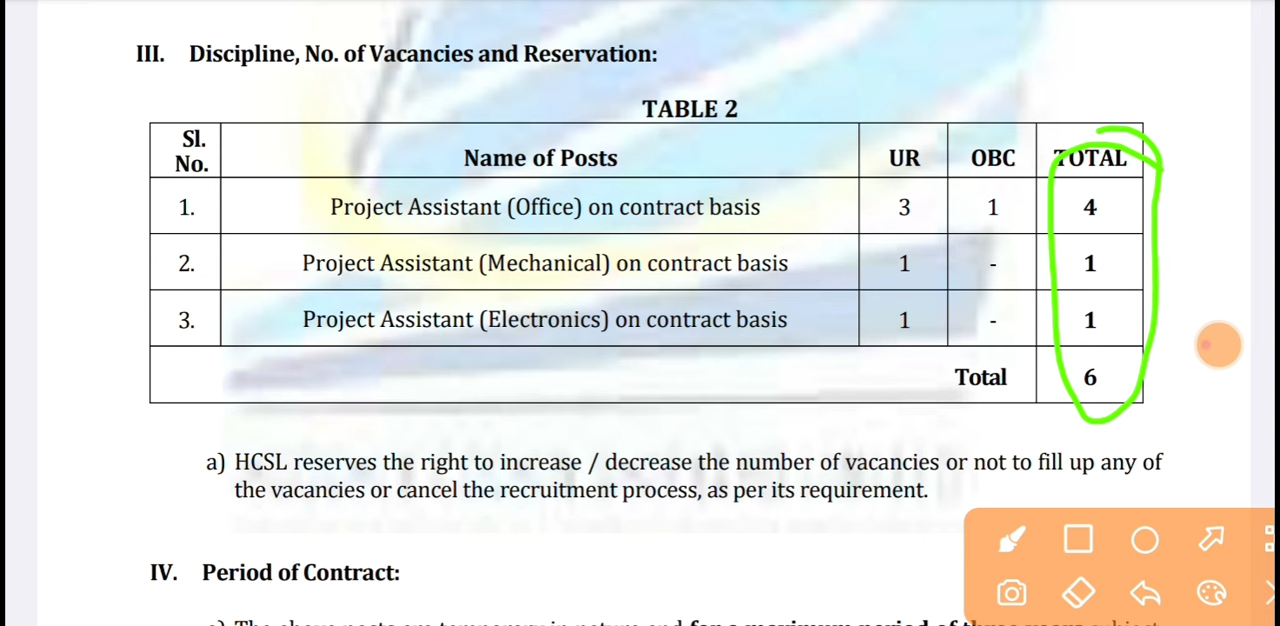 III. Discipline, No. of Vacancies and Reservation:
TABLE 2
Sl. No. Name of Posts UR OBC TOTAL
1. Project Assistant (Office) on contract basis 3 1 4
2. Project Assistant (Mechanical) on contract basis 1 - 1
3. Project Assistant (Electronics) on contract basis 1 - 1
Total 6
a) HCSL reserves the right to increase / decrease the number of vacancies or not to fill up any of
the vacancies or cancel the recruitment process, as per its requirement.
IV. Period of Contract: